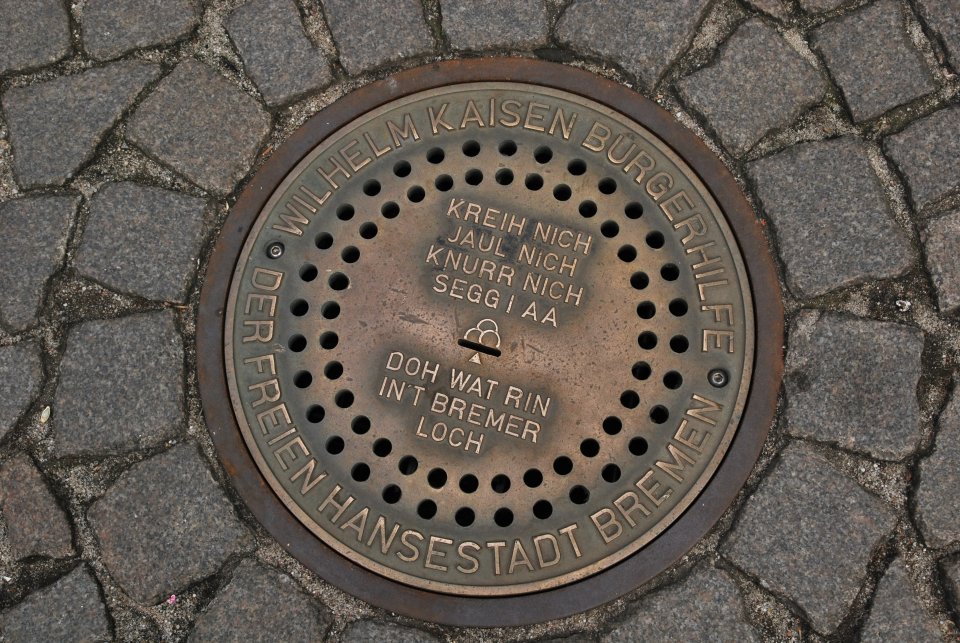 WILHELM KAISEN BÜRGERHILFE
KREIH NICH
JAUL NICH
KNURR NICH
SEGG I AA
DOH WAT RIN
IN'T BREMER
LOCH
DER FREIEN HANSESTADT BREMEN